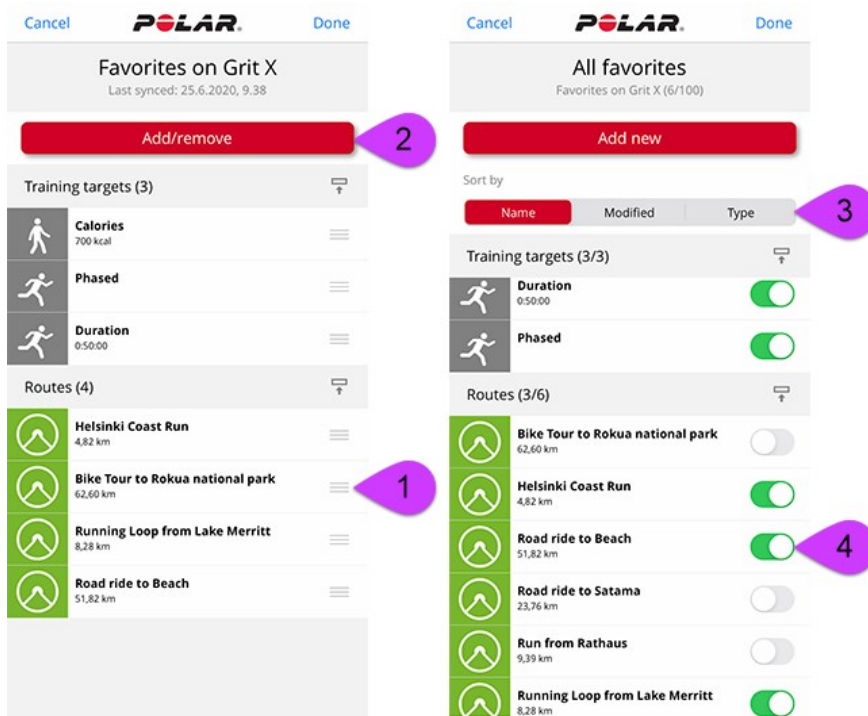 Cancel
POLAR.
Done
Favorites on Grit X
Last synced: 25.6.2020, 9.38
Add/remove
2
Training targets (3)
Calories
700 kcal
Phased
Duration
0:50:00
Routes (4)
Helsinki Coast Run
4,82 km
Bike Tour to Rokua national park
62,60 km
1
Running Loop from Lake Merritt
8,28 km
Road ride to Beach
51,82 km
Cancel
POLAR.
Done
All favorites
Favorites on Grit X (6/100)
Add new
Sort by
Name Modified Type
3
Training targets (3/3)
Duration
0:50:00
Phased
Routes (3/6)
Bike Tour to Rokua national park
62,60 km
Helsinki Coast Run
4,82 km
Road ride to Beach
51,82 km
4
Road ride to Satama
23,76 km
Run from Rathaus
9,39 km
Running Loop from Lake Merritt
8,28 km